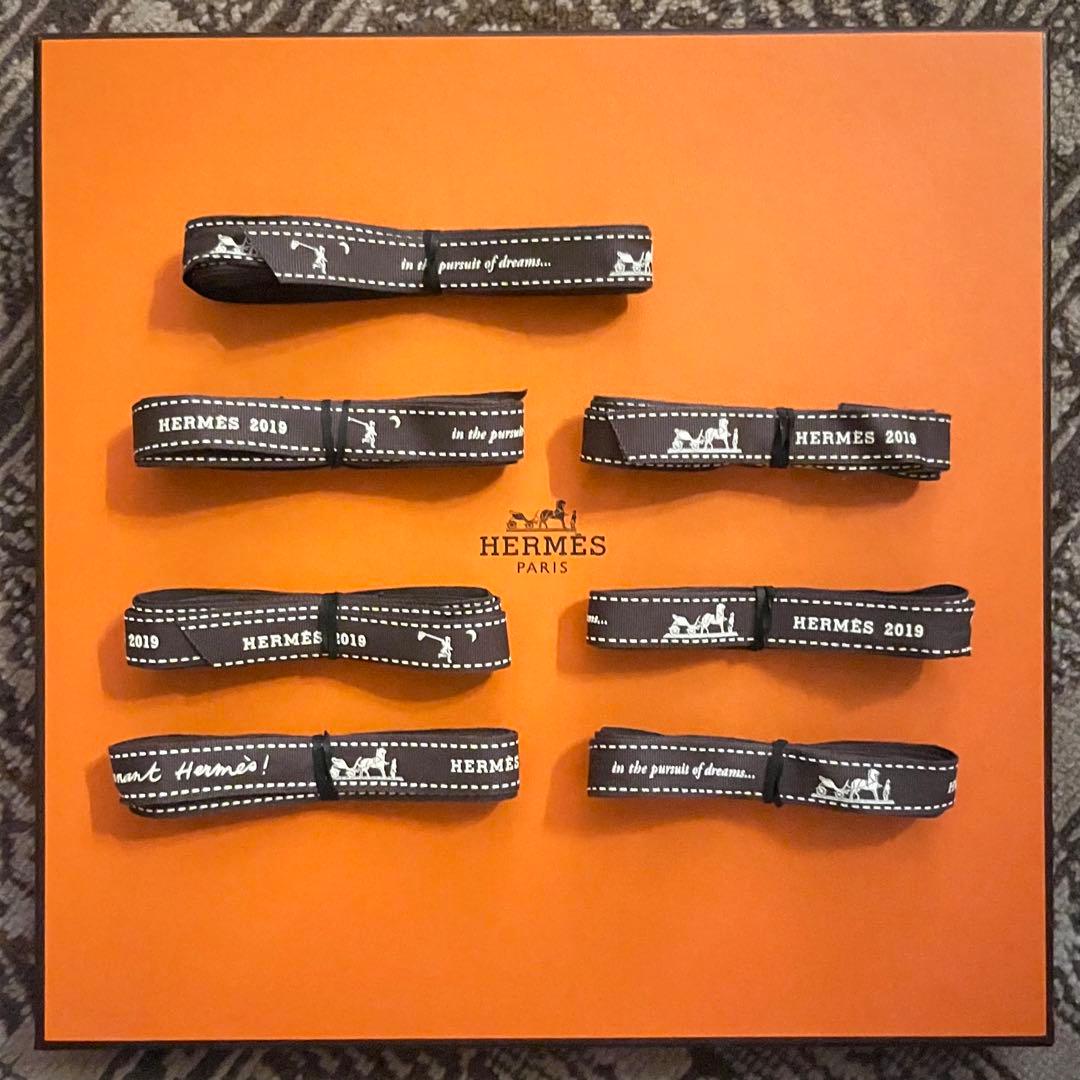 in the pursuit of dreams...
HERMÈS 2019
in the pursuit
HERMÈS 2019
HERMÈS
PARIS
2019
HERMÈS 2019
HERMÈS 2019
Hermès!
HERMÈS
in the pursuit of dreams...